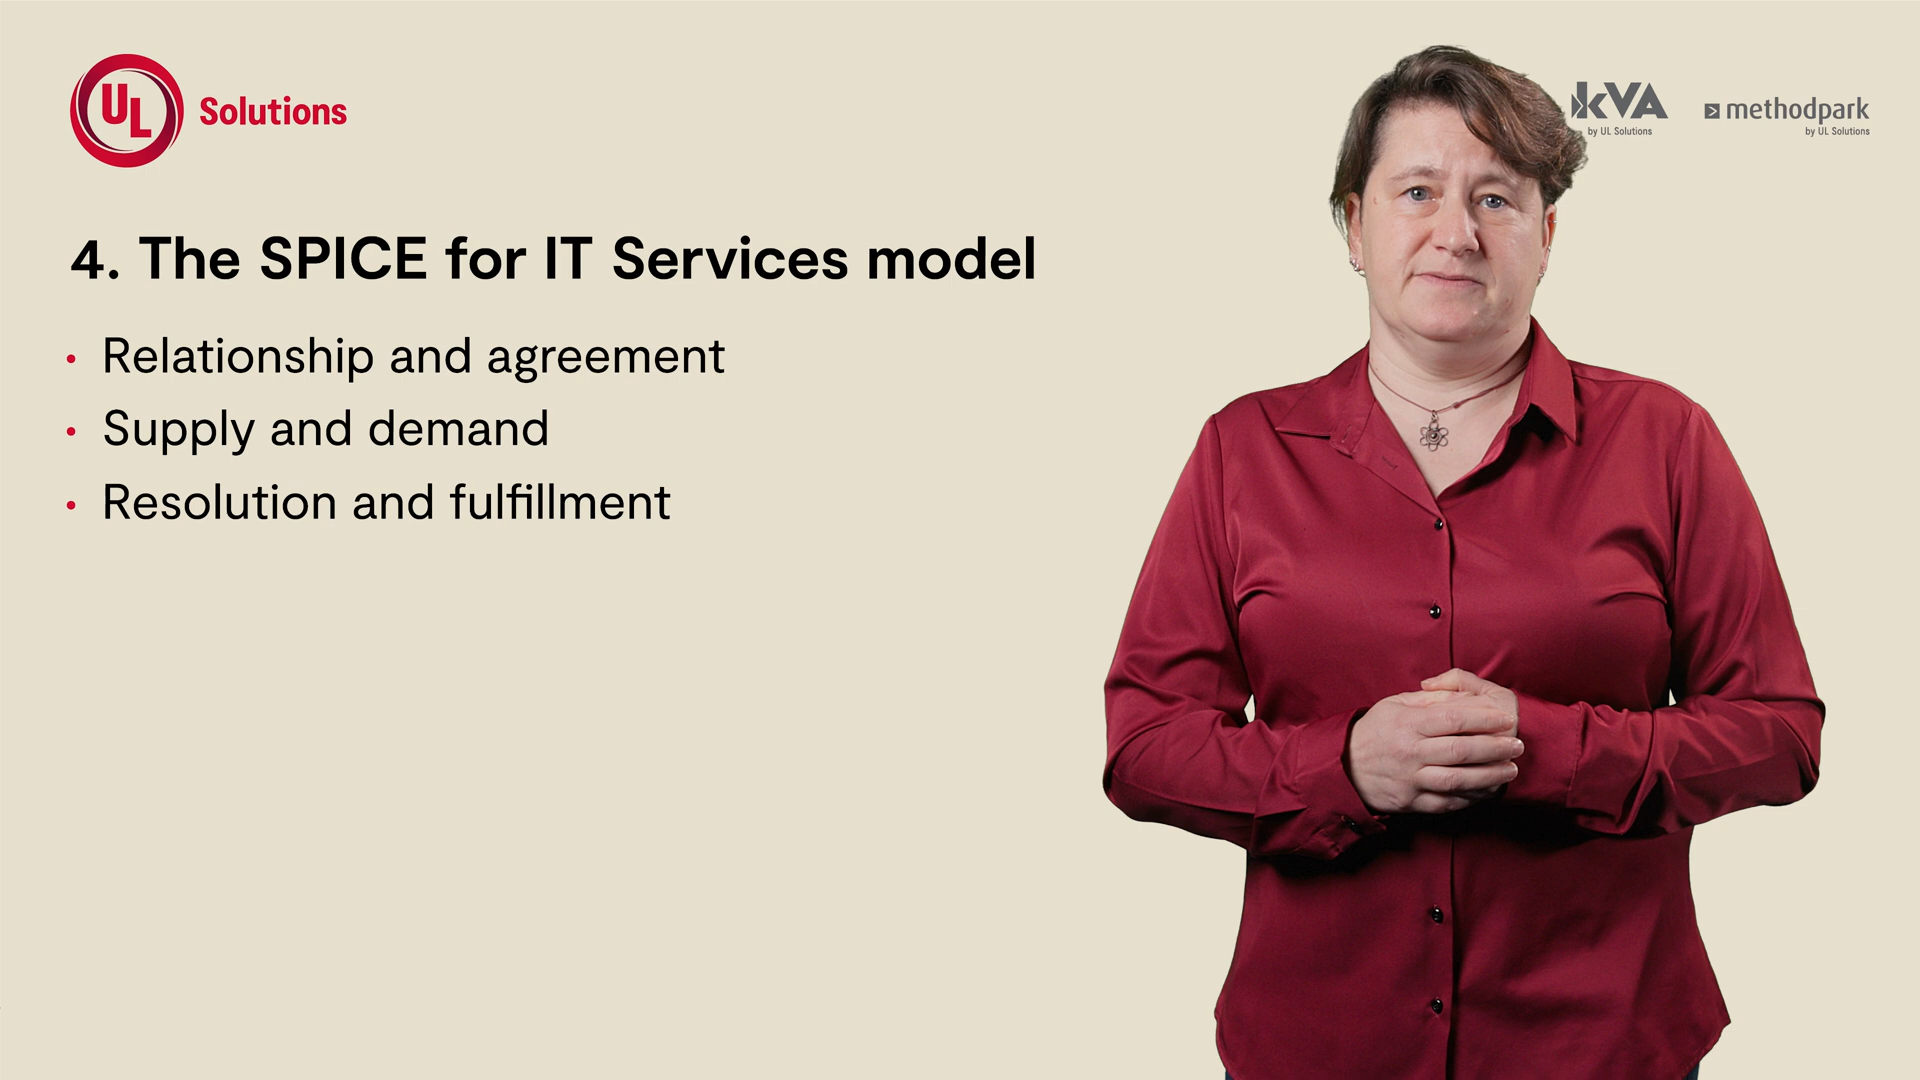 UL Solutions
kVA
by UL Solutions
methodpark
by UL Solutions
4. The SPICE for IT Services model
• Relationship and agreement
• Supply and demand
• Resolution and fulfillment